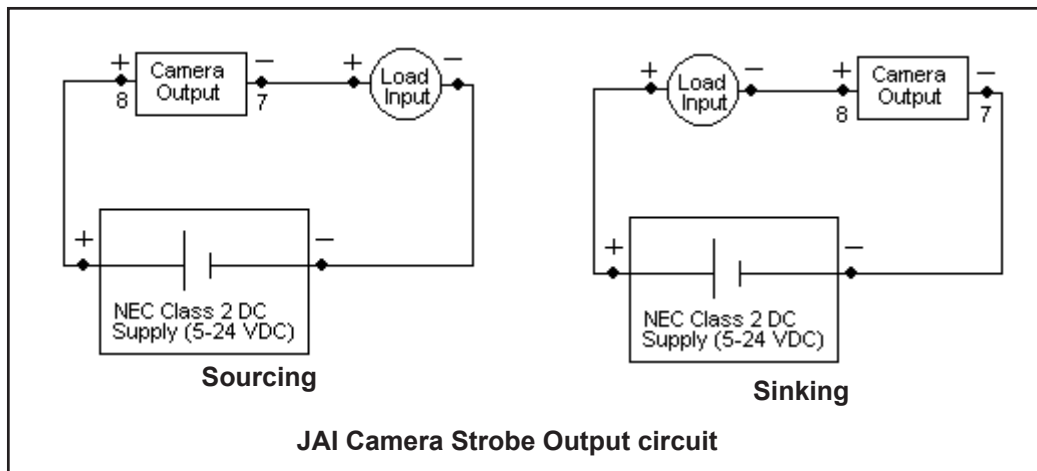 + Camera Output − + Load Input −
8 7
+ −
NEC Class 2 DC
Supply (5-24 VDC)
Sourcing
+ Load Input − + Camera Output −
8 7
+ −
NEC Class 2 DC
Supply (5-24 VDC)
Sinking
JAI Camera Strobe Output circuit